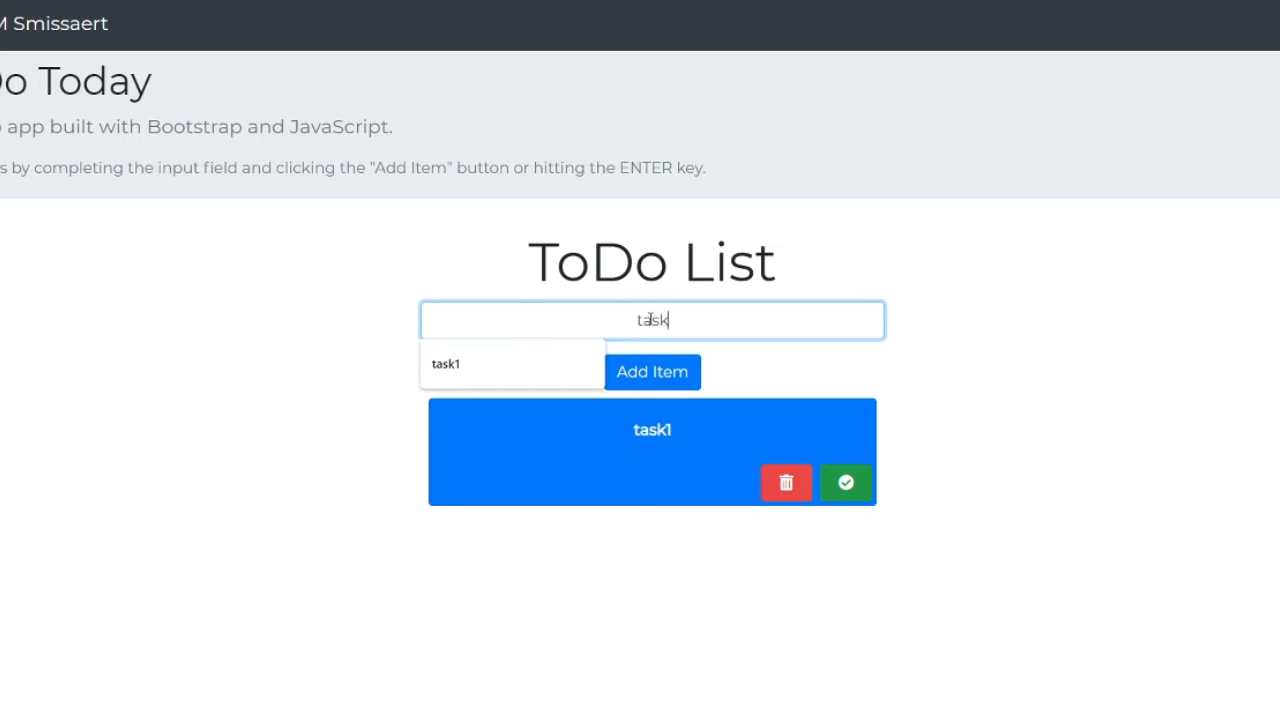 M Smissaert
Do Today
app built with Bootstrap and JavaScript.
s by completing the input field and clicking the "Add Item" button or hitting the ENTER key.
ToDo List
task
task1
Add Item
task1